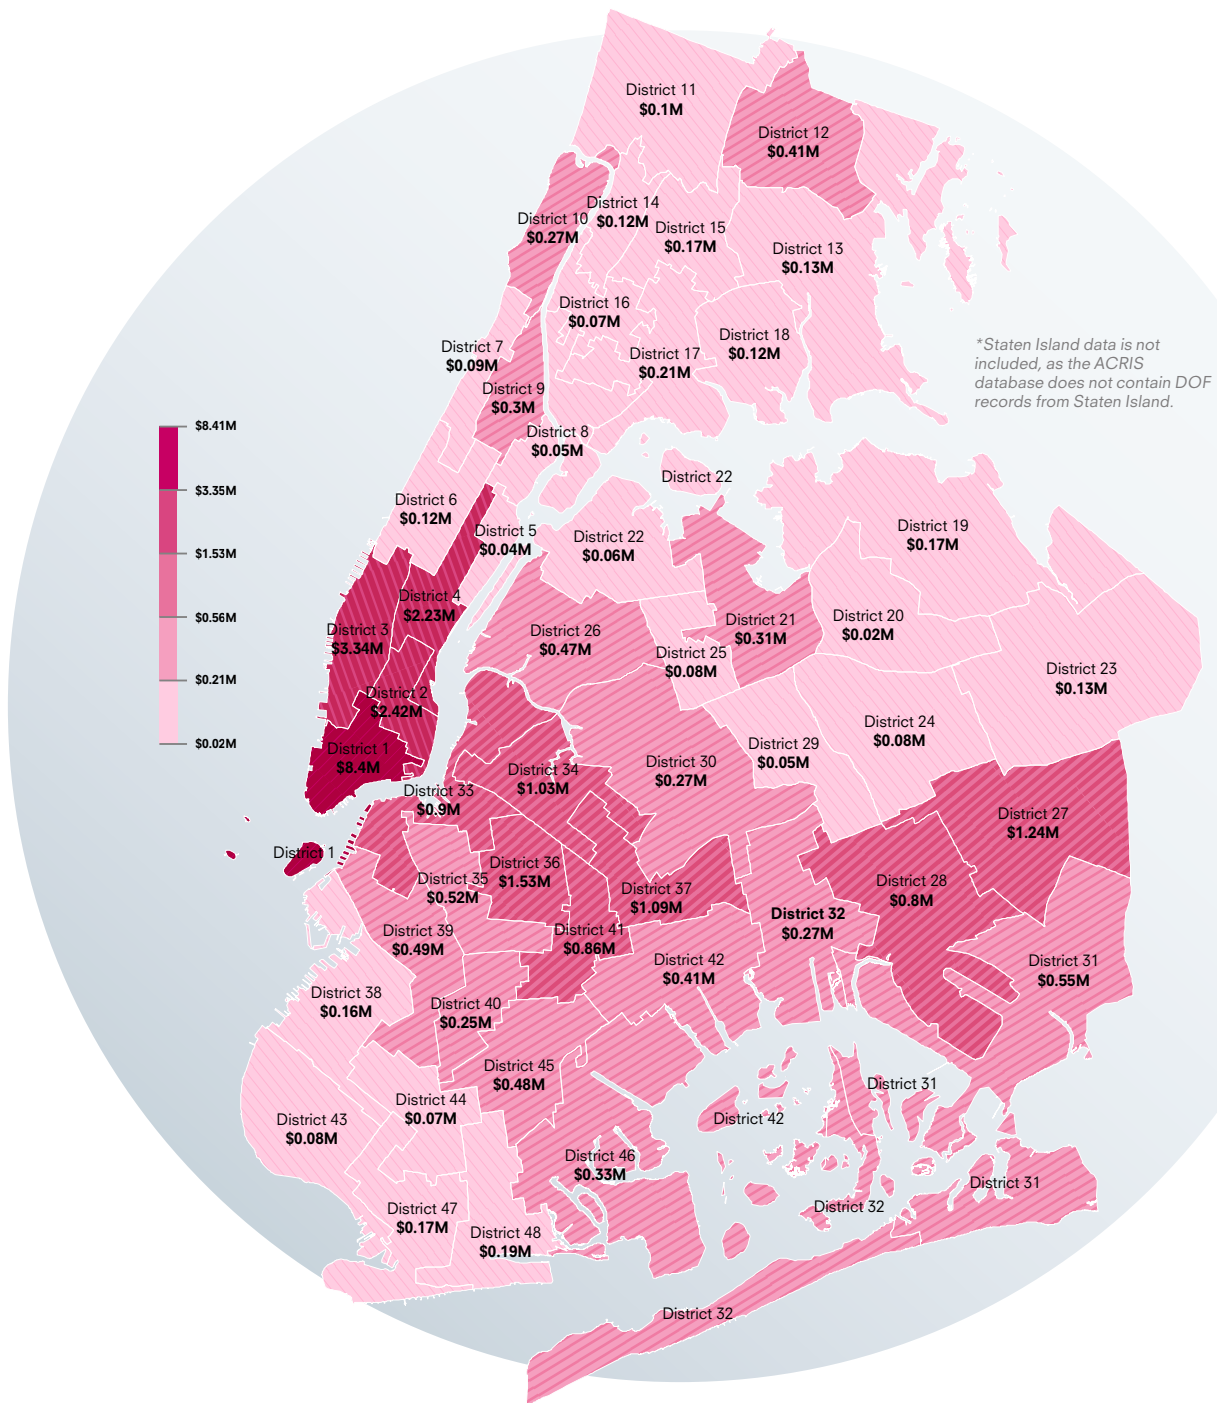 District 11
$0.1M
District 12
$0.41M
District 14
$0.12M
District 10
$0.27M
District 15
$0.17M
District 13
$0.13M
District 16
$0.07M
District 18
$0.12M
District 7
$0.09M
District 17
$0.21M
*Staten Island data is not
included, as the ACRIS
database does not contain DOF
records from Staten Island.
District 9
$0.3M
District 8
$0.05M
$8.41M
$3.35M
$1.53M
$0.56M
$0.21M
$0.02M
District 22
District 6
$0.12M
District 5
$0.04M
District 22
$0.06M
District 19
$0.17M
District 4
$2.23M
District 3
$3.34M
District 26
$0.47M
District 21
$0.31M
District 20
$0.02M
District 25
$0.08M
District 23
$0.13M
District 2
$2.42M
District 24
$0.08M
District 1
$8.4M
District 29
$0.05M
District 30
$0.27M
District 34
$1.03M
District 33
$0.9M
District 27
$1.24M
District 1
District 36
$1.53M
District 35
$0.52M
District 37
$1.09M
District 28
$0.8M
District 32
$0.27M
District 39
$0.49M
District 41
$0.86M
District 42
$0.41M
District 31
$0.55M
District 38
$0.16M
District 40
$0.25M
District 45
$0.48M
District 31
District 44
$0.07M
District 43
$0.08M
District 42
District 46
$0.33M
District 31
District 47
$0.17M
District 32
District 48
$0.19M
District 32